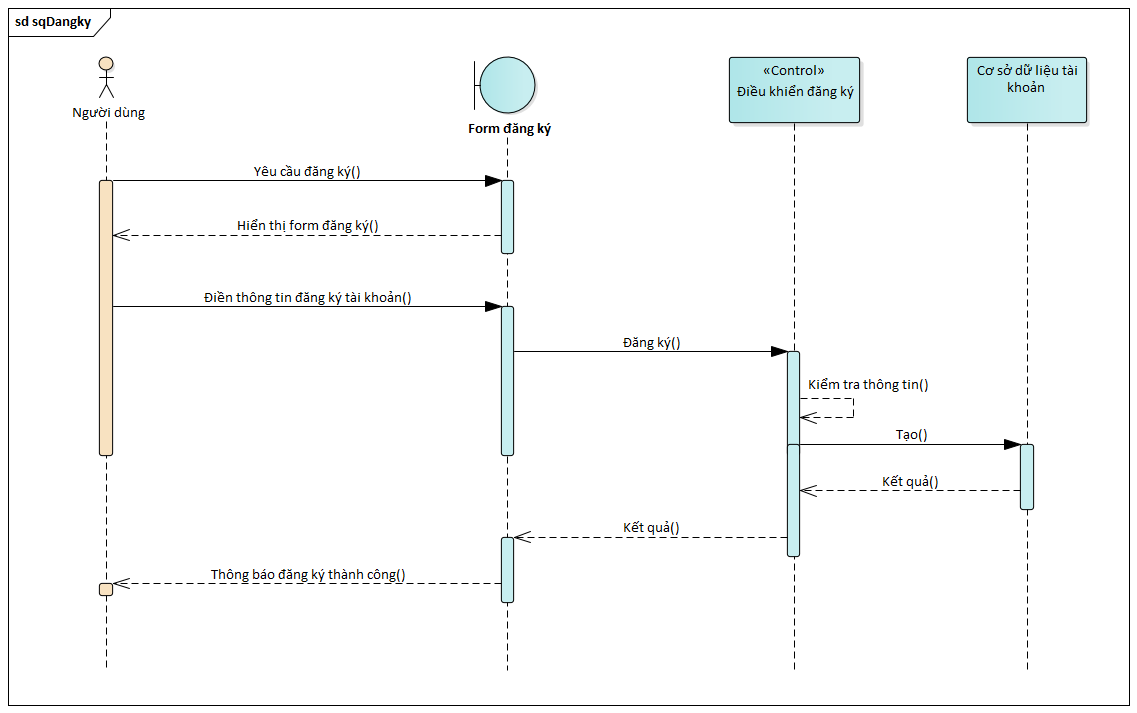 sd sqDangky
Người dùng
Form đăng ký
«Control»
Điều khiển đăng ký
Cơ sở dữ liệu tài
khoản
Yêu cầu đăng ký()
Hiển thị form đăng ký()
Điền thông tin đăng ký tài khoản()
Đăng ký()
Kiểm tra thông tin()
Tạo()
Kết quả()
Kết quả()
Thông báo đăng ký thành công()